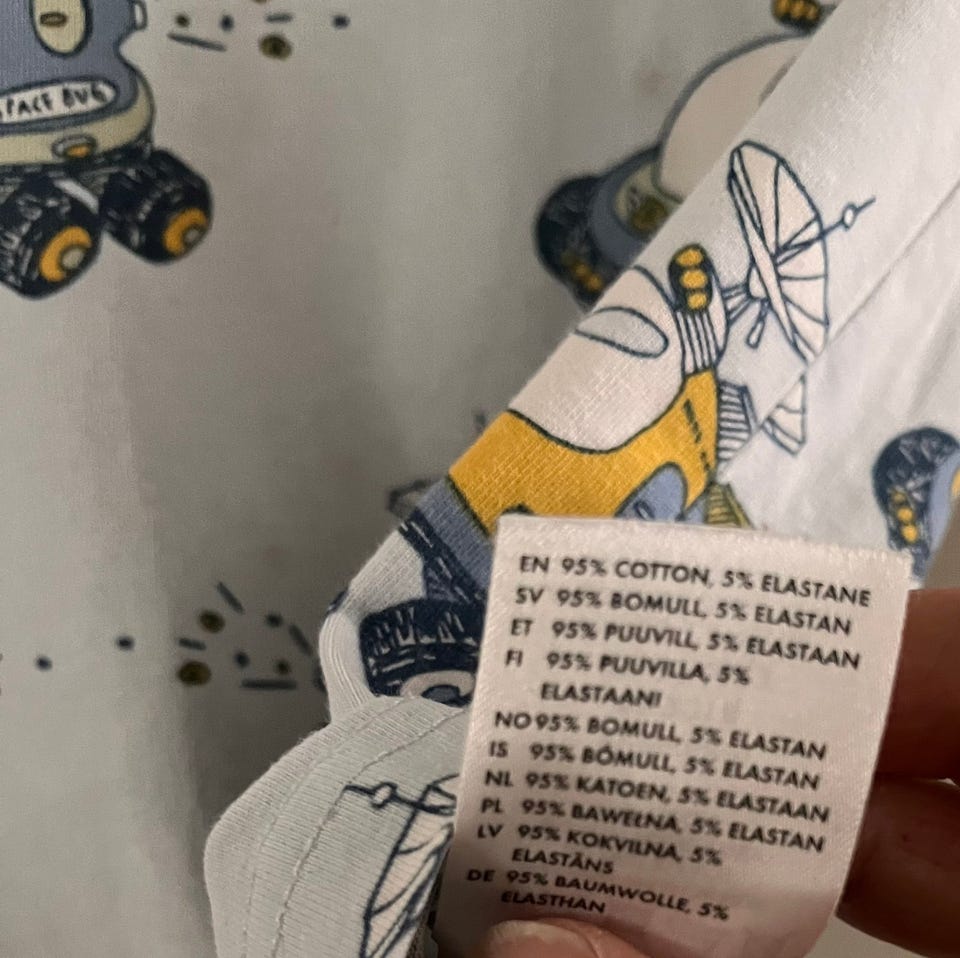 SPACE BUG
EN 95% COTTON, 5% ELASTANE
SV 95% BOMULL, 5% ELASTAN
ET 95% PUUVILL, 5% ELASTAAN
FI 95% PUUVILLA, 5%
ELASTAANI
NO 95% BOMULL, 5% ELASTAN
IS 95% BÓMULL, 5% ELASTAN
NL 95% KATOEN, 5% ELASTAAN
PL 95% BAWEŁNA, 5% ELASTAN
LV 95% KOKVILNA, 5%
ELASTĀNS
DE 95% BAUMWOLLE, 5%
ELASTHAN